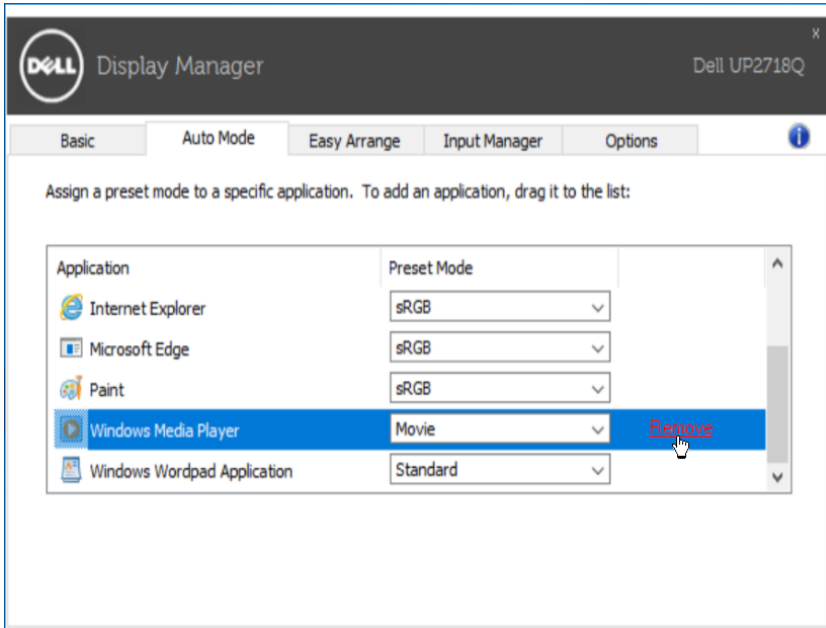 x
DELL Display Manager Dell UP2718Q
Basic Auto Mode Easy Arrange Input Manager Options i
Assign a preset mode to a specific application. To add an application, drag it to the list:
Application Preset Mode
Internet Explorer sRGB
Microsoft Edge sRGB
Paint sRGB
Windows Media Player Movie Remove
Windows Wordpad Application Standard